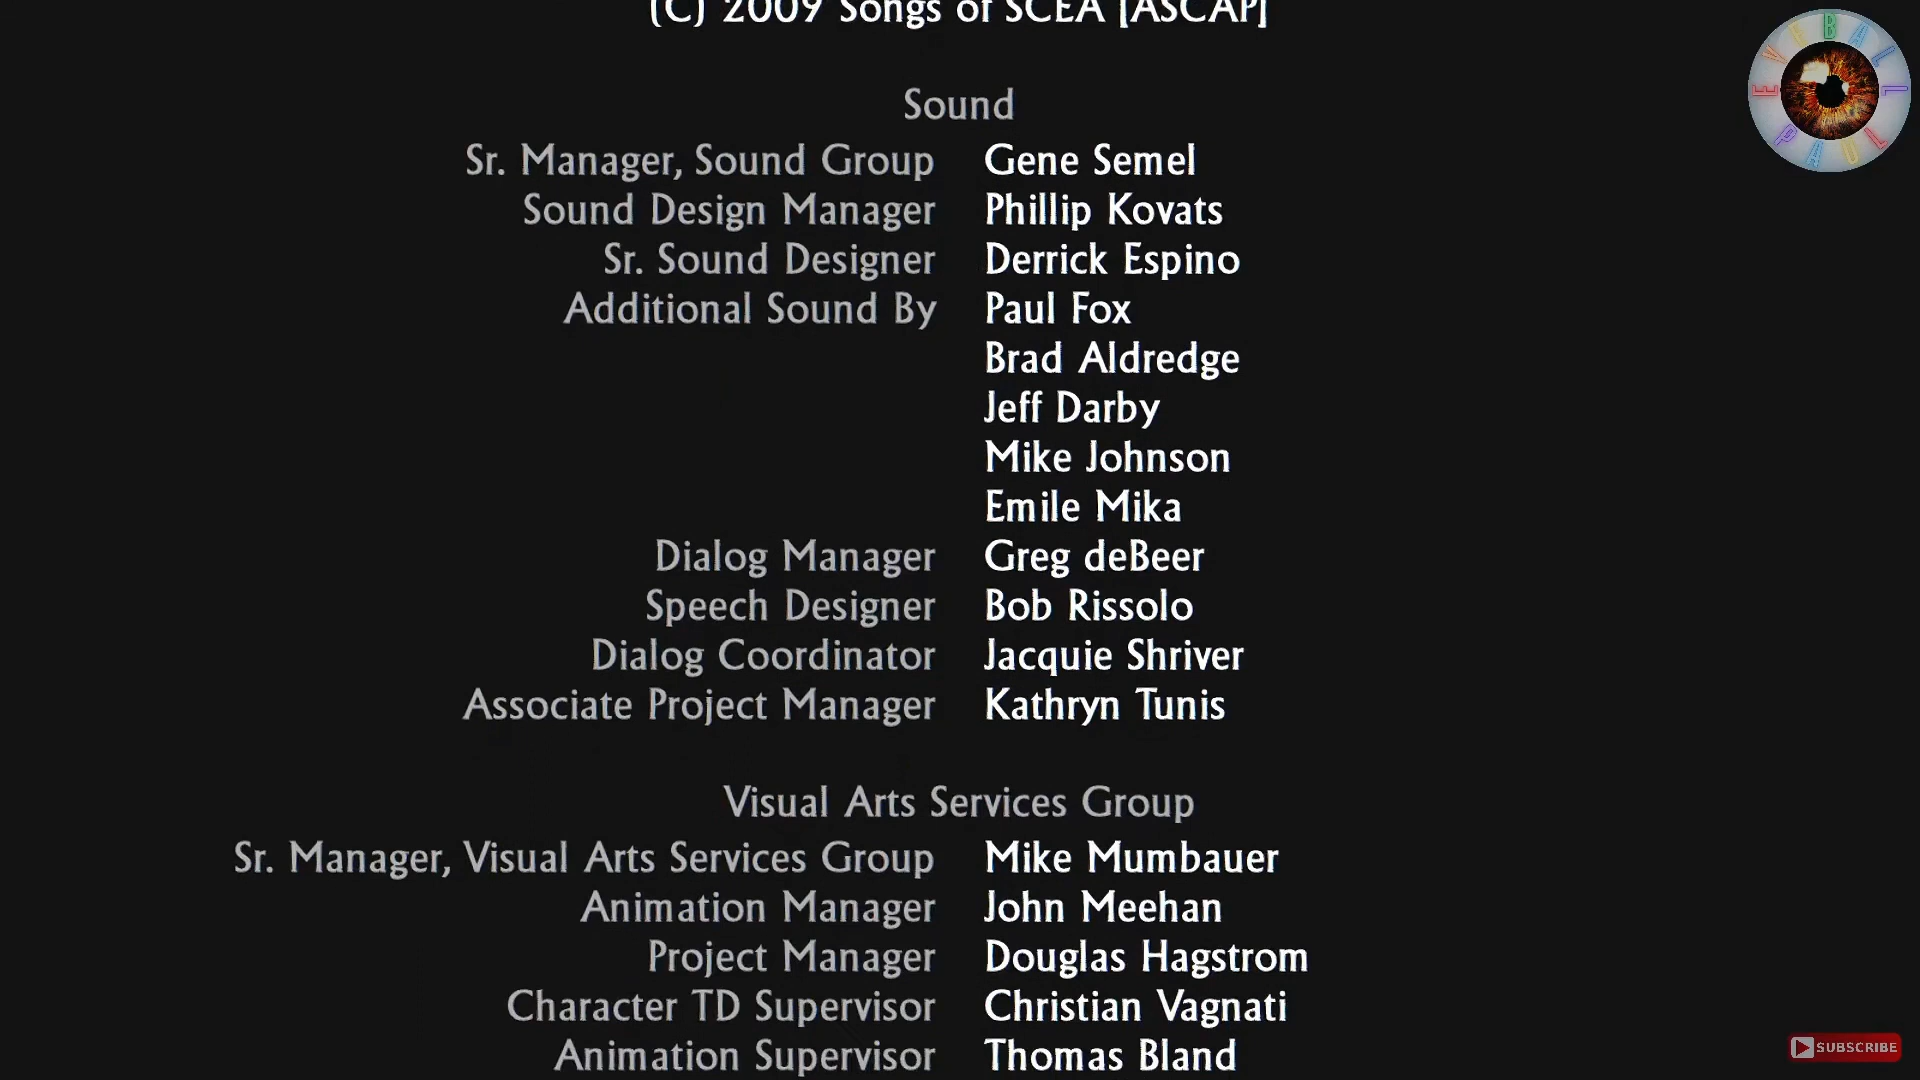 (C) 2009 Songs of SCEA [ASCAP]
Sound
Sr. Manager, Sound Group Gene Semel
Sound Design Manager Phillip Kovats
Sr. Sound Designer Derrick Espino
Additional Sound By Paul Fox
Brad Aldredge
Jeff Darby
Mike Johnson
Emile Mika
Dialog Manager Greg deBeer
Speech Designer Bob Rissolo
Dialog Coordinator Jacquie Shriver
Associate Project Manager Kathryn Tunis
Visual Arts Services Group
Sr. Manager, Visual Arts Services Group Mike Mumbauer
Animation Manager John Meehan
Project Manager Douglas Hagstrom
Character TD Supervisor Christian Vagnati
Animation Supervisor Thomas Bland
EYEBALL
PAUL
SUBSCRIBE